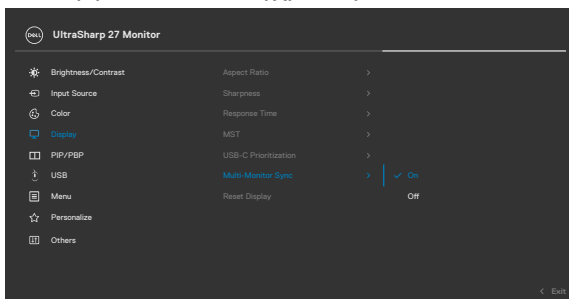 DELL
UltraSharp 27 Monitor
Brightness/Contrast
Input Source
Color
Display
PIP/PBP
USB
Menu
Personalize
Others
Aspect Ratio
Sharpness
Response Time
MST
USB-C Prioritization
Multi-Monitor Sync
Reset Display
On
Off
Exit